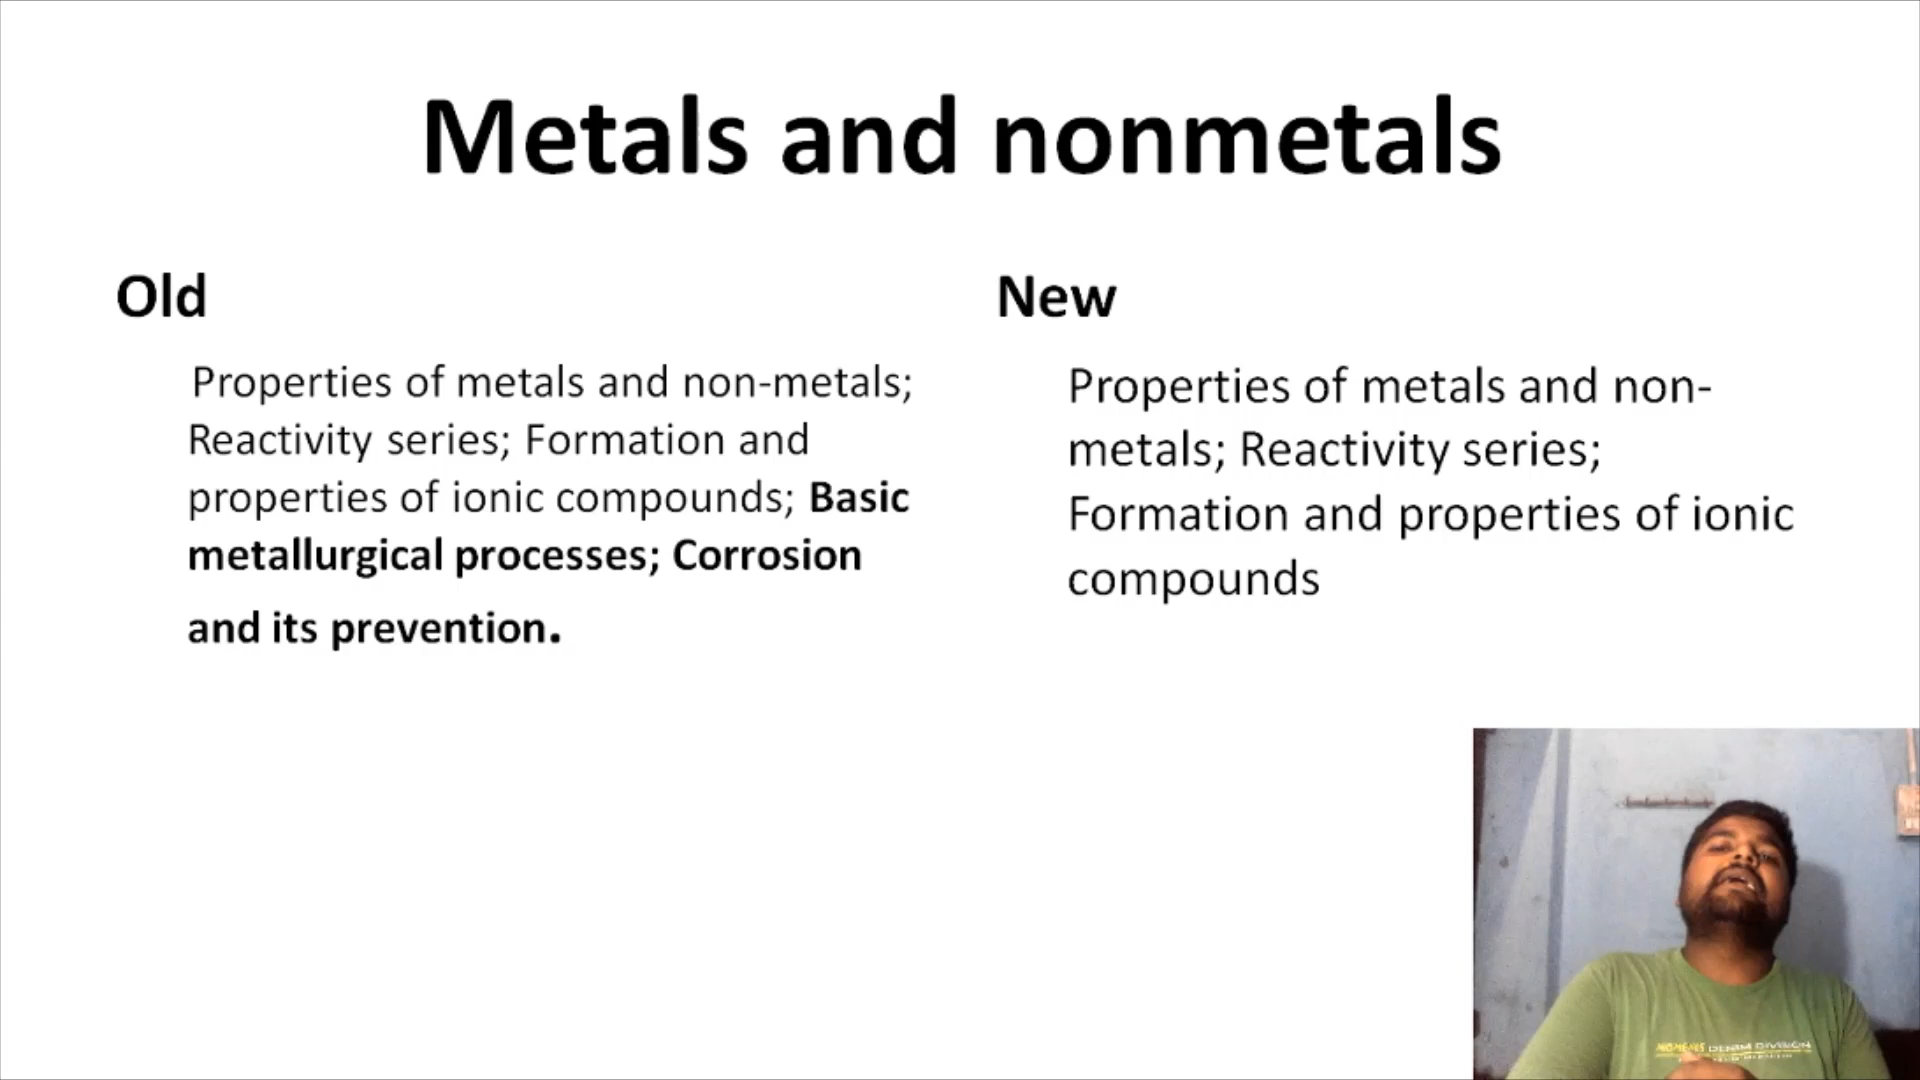 Metals and nonmetals
Old
Properties of metals and non-metals;
Reactivity series; Formation and
properties of ionic compounds; Basic
metallurgical processes; Corrosion
and its prevention.
New
Properties of metals and non-
metals; Reactivity series;
Formation and properties of ionic
compounds
DENIM DIVISION